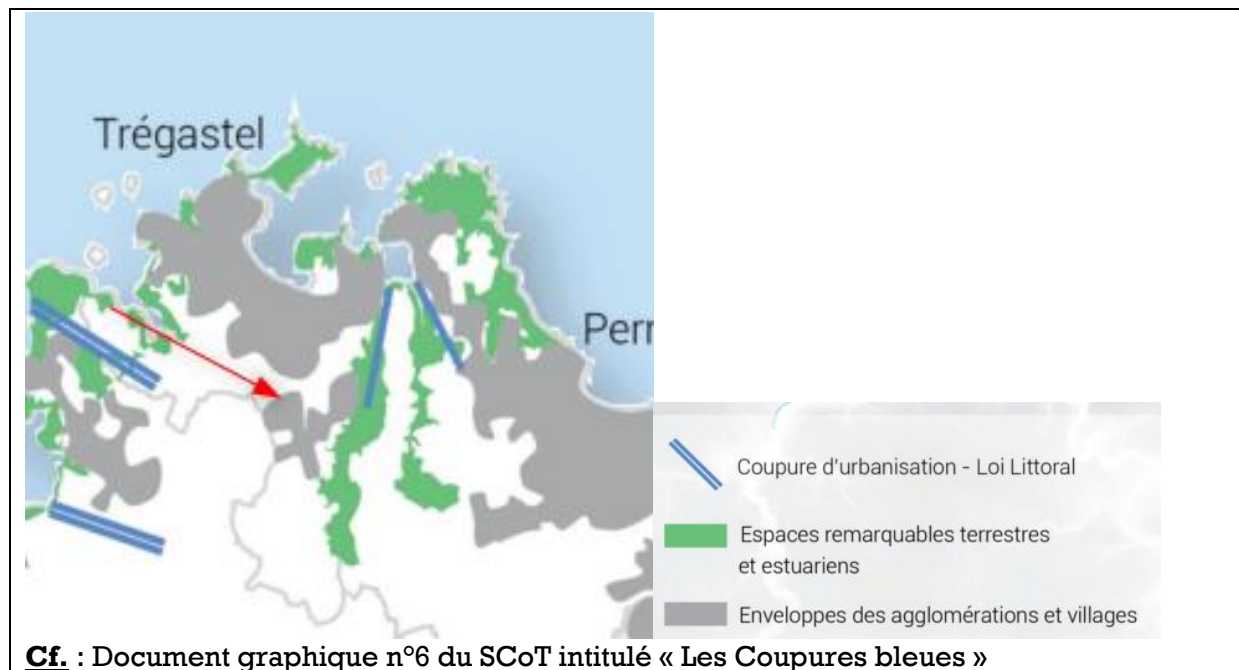 Trégastel
Perr
Coupure d'urbanisation - Loi Littoral
Espaces remarquables terrestres
et estuariens
Enveloppes des agglomérations et villages
Cf. : Document graphique n°6 du SCoT intitulé « Les Coupures bleues »